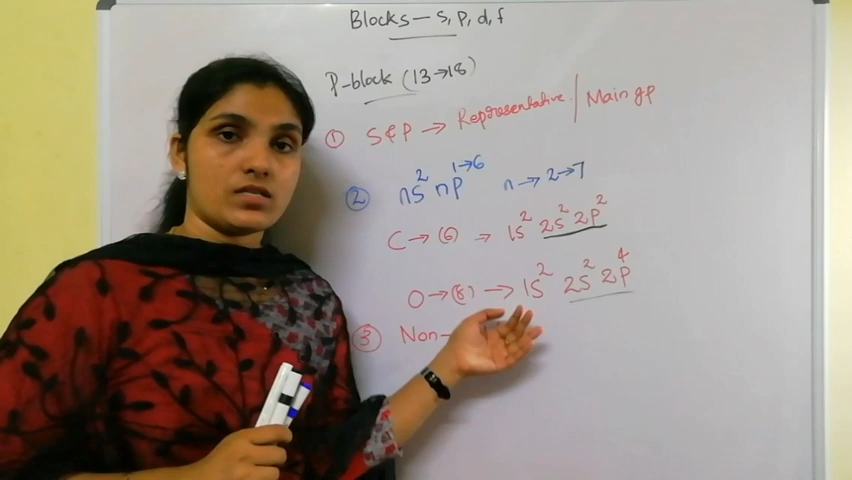 Blocks – s, p, d, f
P-block (13→18)
① S & P → Representative / Main gp
② ns² np¹→⁶ n → 2→7
C → (6) → 1s² 2s² 2p²
O → (8) → 1s² 2s² 2p⁴
③ Non-